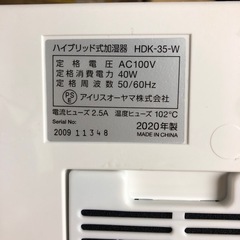 ハイブリッド式加湿器 HDK-35-W
定格電圧 AC100V
定格消費電力 40W
定格周波数 50/60Hz
PSE アイリスオーヤマ株式会社
電流ヒューズ 2.5A 温度ヒューズ 102℃
Serial No:
2009 11348
2020年製
MADE IN CHINA